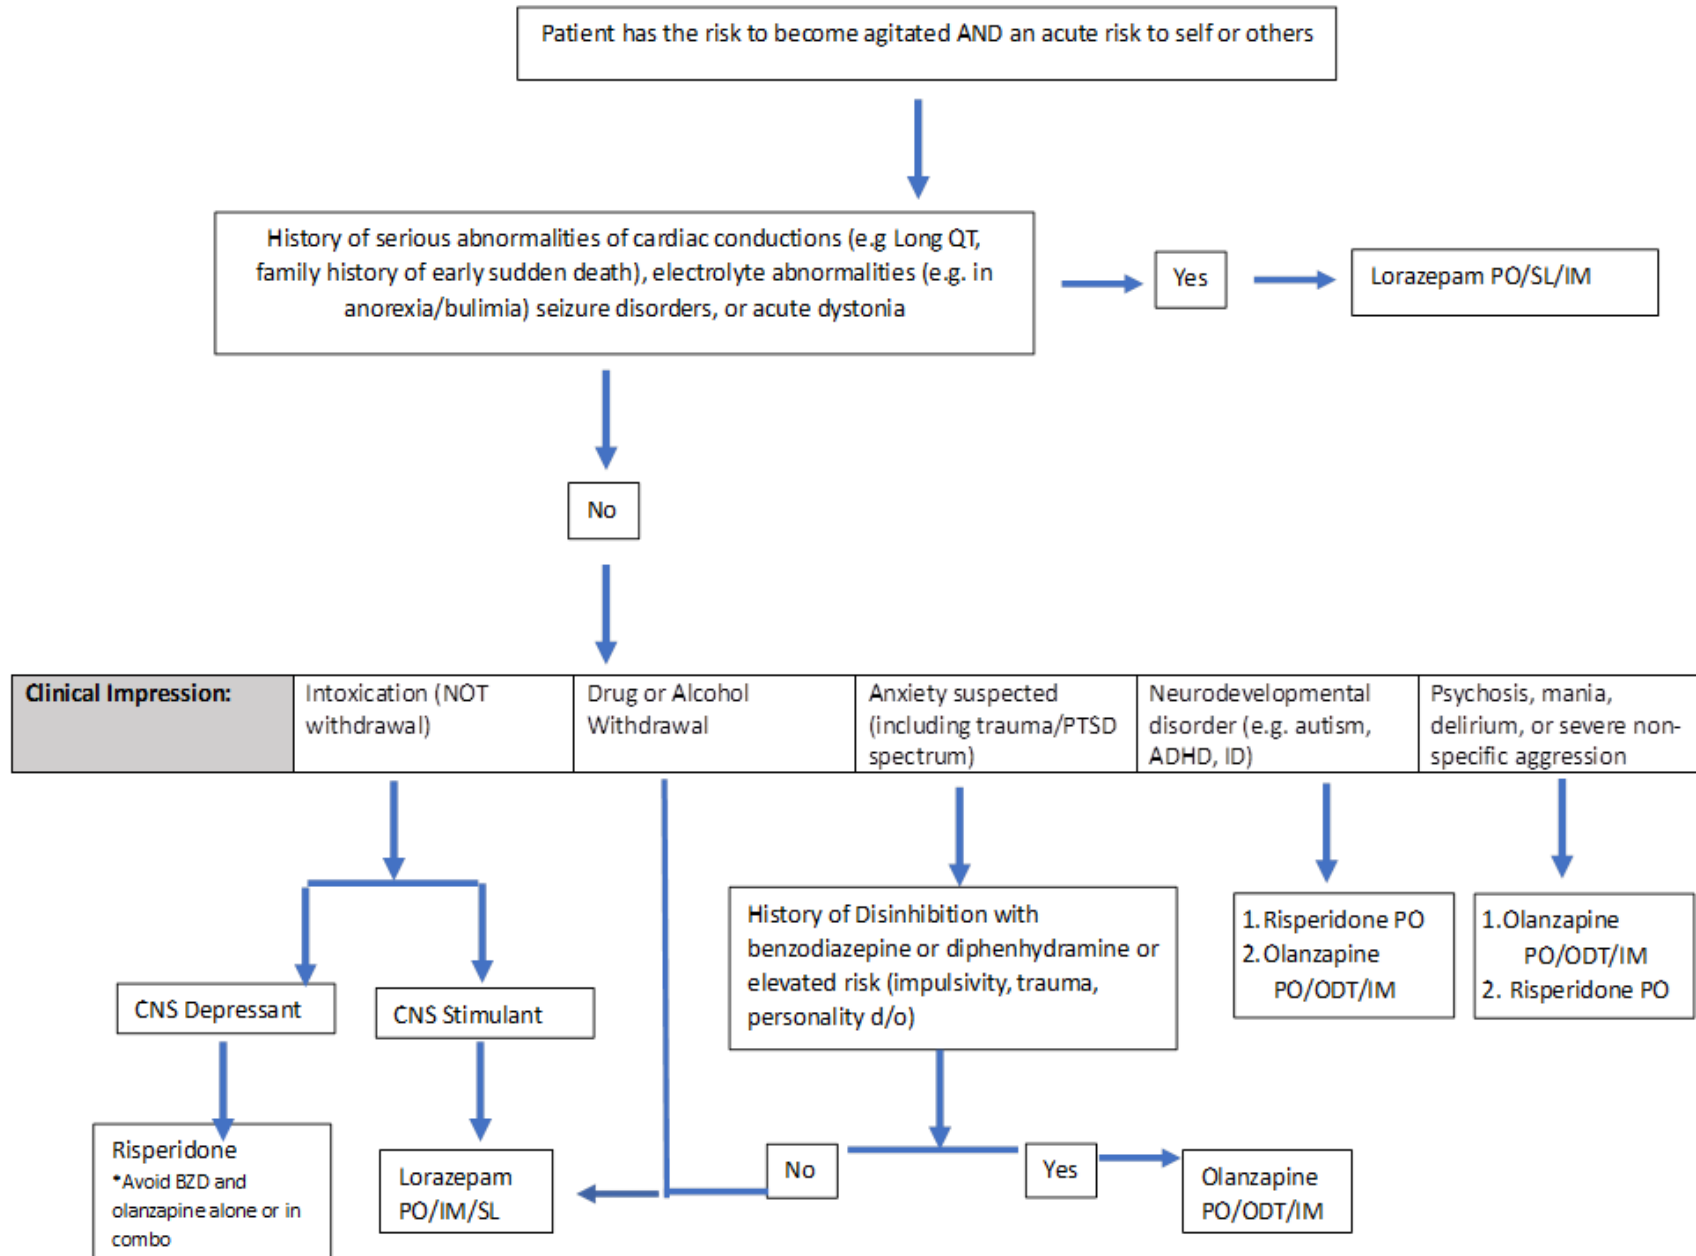 Patient has the risk to become agitated AND an acute risk to self or others
History of serious abnormalities of cardiac conductions (e.g Long QT,
family history of early sudden death), electrolyte abnormalities (e.g. in
anorexia/bulimia) seizure disorders, or acute dystonia
Yes
Lorazepam PO/SL/IM
No
Clinical Impression:
Intoxication (NOT
withdrawal)
Drug or Alcohol
Withdrawal
Anxiety suspected
(including trauma/PTSD
spectrum)
Neurodevelopmental
disorder (e.g. autism,
ADHD, ID)
Psychosis, mania,
delirium, or severe non-
specific aggression
CNS Depressant
CNS Stimulant
History of Disinhibition with
benzodiazepine or diphenhydramine or
elevated risk (impulsivity, trauma,
personality d/o)
1. Risperidone PO
2. Olanzapine
PO/ODT/IM
1. Olanzapine
PO/ODT/IM
2. Risperidone PO
Risperidone
*Avoid BZD and
olanzapine alone or in
combo
Lorazepam
PO/IM/SL
No
Yes
Olanzapine
PO/ODT/IM